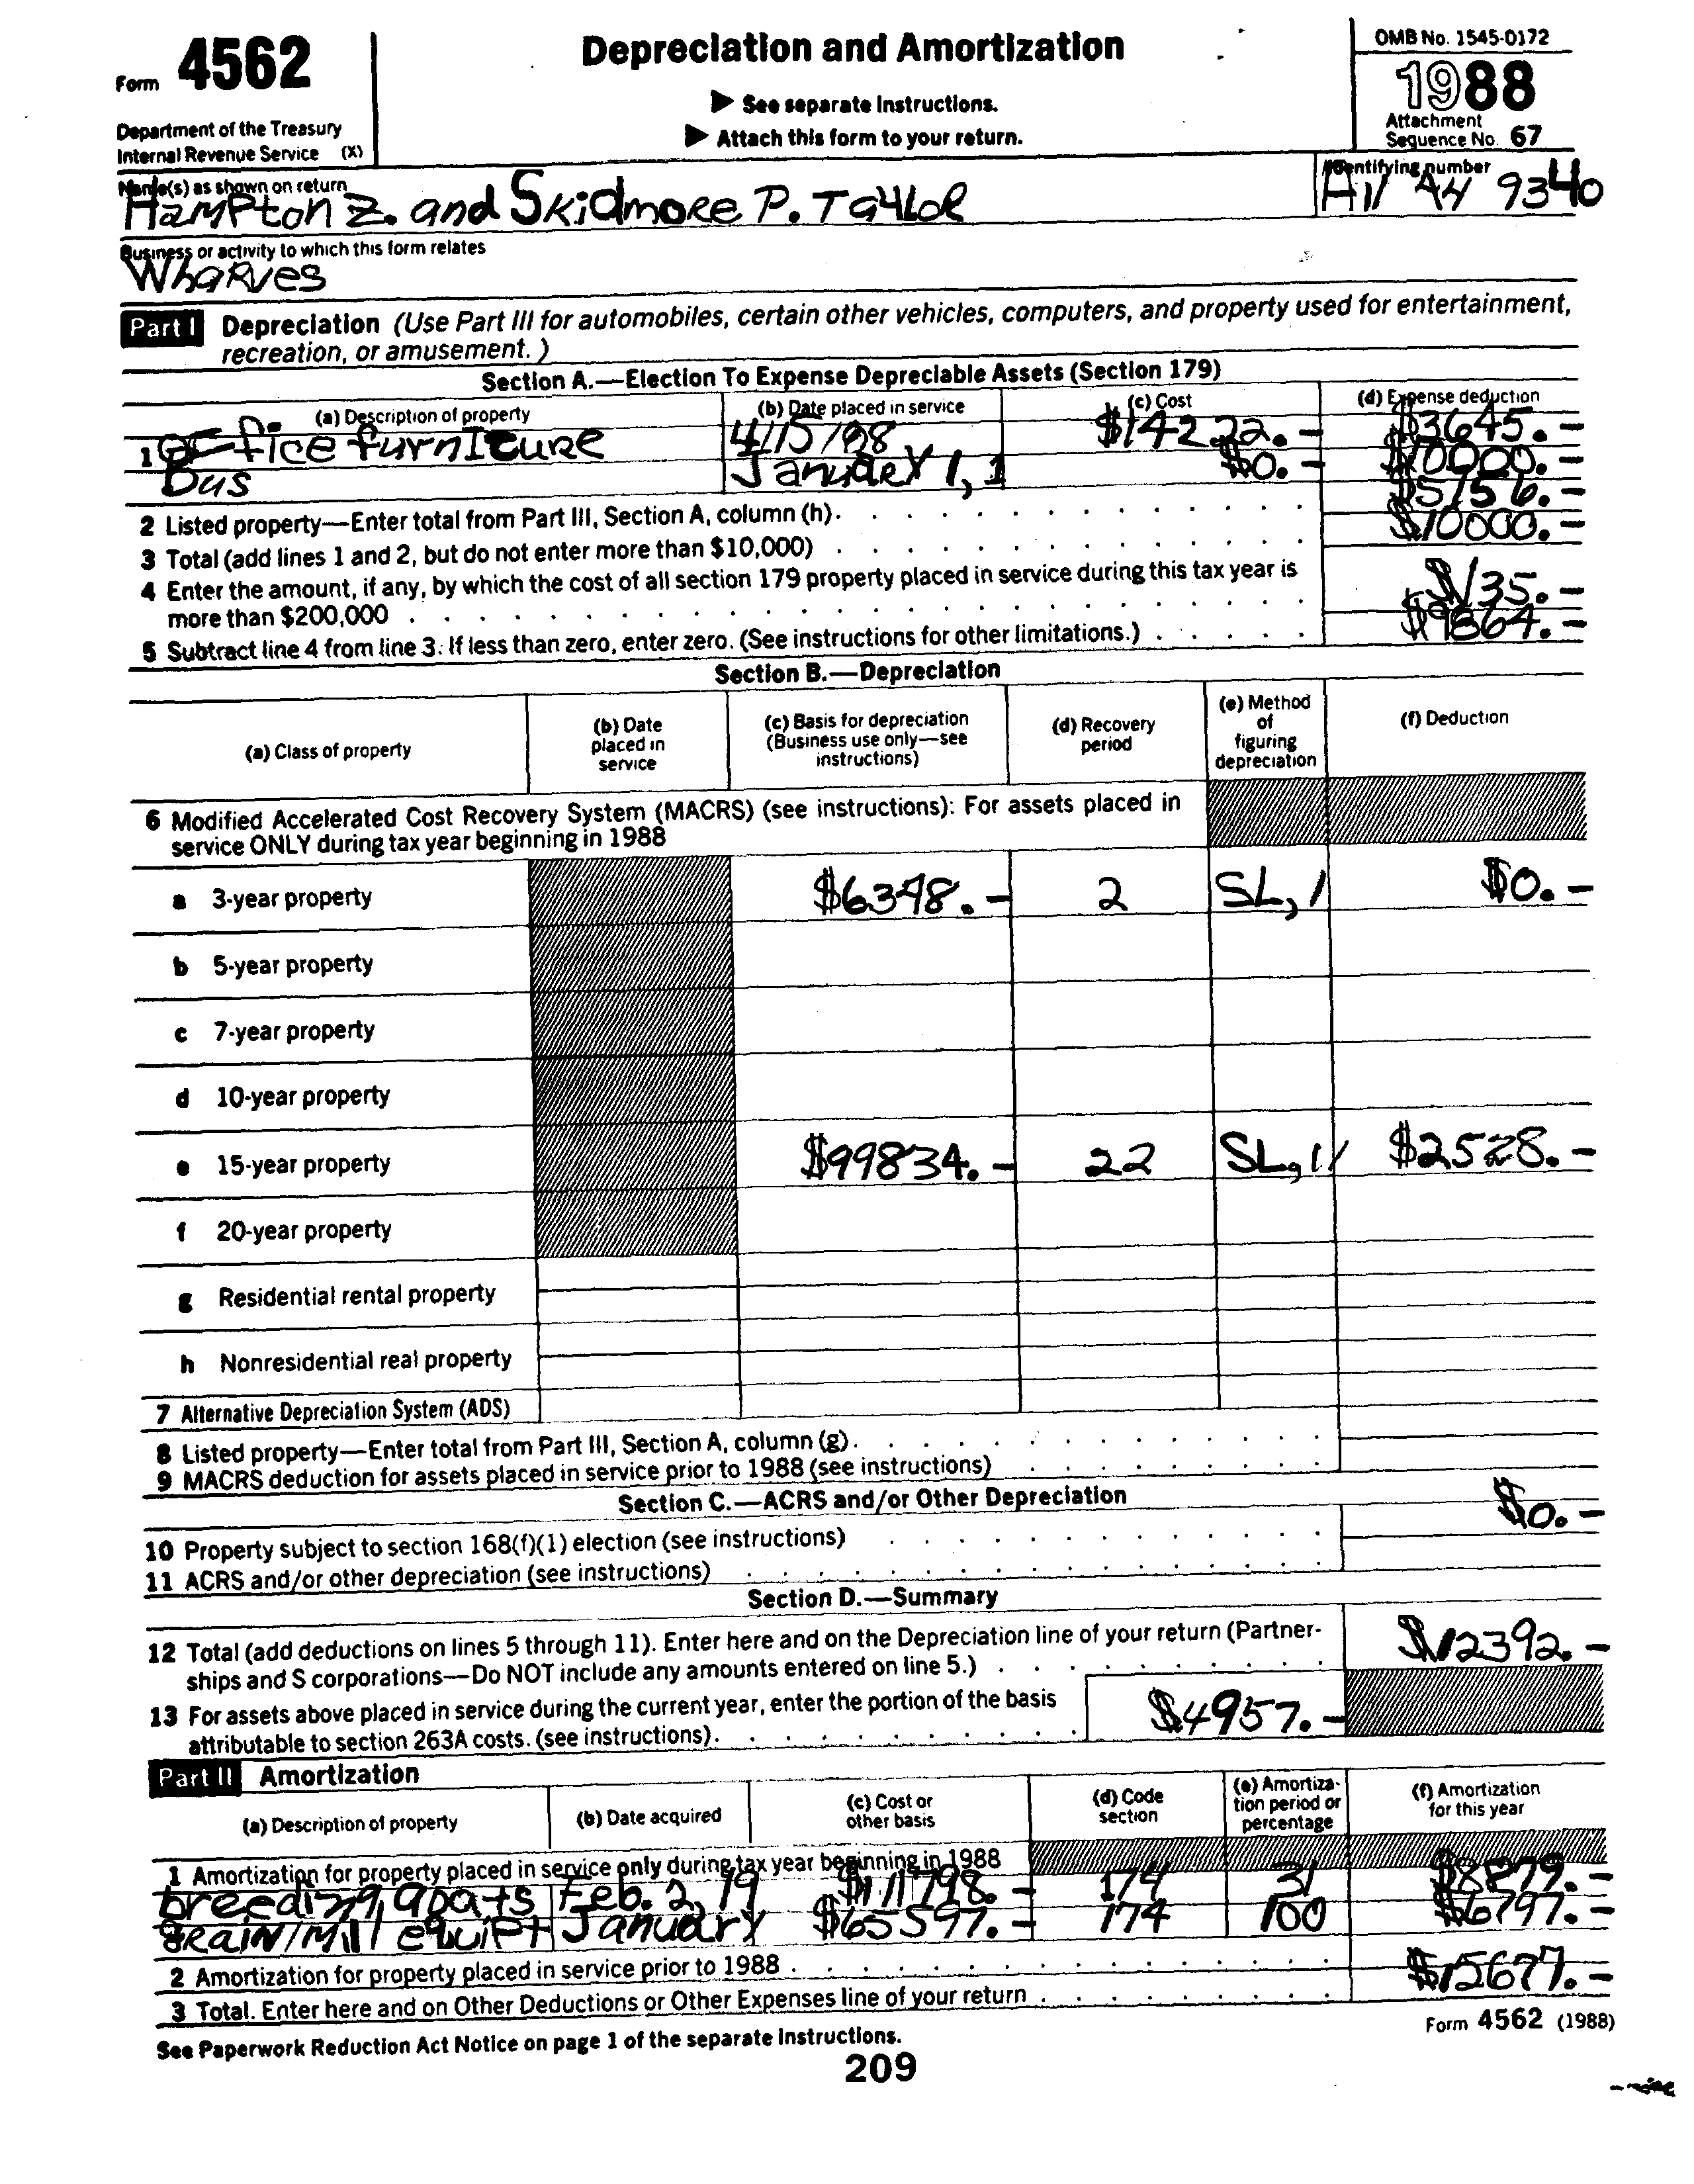 Form 4562
Depreciation and Amortization
OMB No. 1545-0172
1988
▶ See separate Instructions.
▶ Attach this form to your return.
Department of the Treasury
Internal Revenue Service (X)
Attachment
Sequence No. 67
Name(s) as shown on return
Identifying number
Hampton Z. and Skidmore P. Taylor
9340
Business or activity to which this form relates
Wharves
Part I Depreciation (Use Part III for automobiles, certain other vehicles, computers, and property used for entertainment,
recreation, or amusement. )
Section A.—Election To Expense Depreciable Assets (Section 179)
(a) Description of property (b) Date placed in service (c) Cost (d) Expense deduction
1 Office furniture 4/15/98 $14222.- $3645.-
Bus January 1, 1 $0.- $10000.-
2 Listed property—Enter total from Part III, Section A, column (h). $5156.-
3 Total (add lines 1 and 2, but do not enter more than $10,000) $10000.-
4 Enter the amount, if any, by which the cost of all section 179 property placed in service during this tax year is
more than $200,000 $135.-
5 Subtract line 4 from line 3. If less than zero, enter zero. (See instructions for other limitations.) $9864.-
Section B.—Depreciation
(a) Class of property (b) Date placed in service (c) Basis for depreciation (Business use only—see instructions) (d) Recovery period (e) Method of figuring depreciation (f) Deduction
6 Modified Accelerated Cost Recovery System (MACRS) (see instructions): For assets placed in
service ONLY during tax year beginning in 1988
a 3-year property $6398.- 2 SL, 1 $0.-
b 5-year property
c 7-year property
d 10-year property
e 15-year property $99834.- 22 SL, 11 $2528.-
f 20-year property
g Residential rental property
h Nonresidential real property
7 Alternative Depreciation System (ADS)
8 Listed property—Enter total from Part III, Section A, column (g).
9 MACRS deduction for assets placed in service prior to 1988 (see instructions)
Section C.—ACRS and/or Other Depreciation
$0.-
10 Property subject to section 168(f)(1) election (see instructions)
11 ACRS and/or other depreciation (see instructions)
Section D.—Summary
12 Total (add deductions on lines 5 through 11). Enter here and on the Depreciation line of your return (Partner-
ships and S corporations—Do NOT include any amounts entered on line 5.) $12392.-
13 For assets above placed in service during the current year, enter the portion of the basis
attributable to section 263A costs. (see instructions). $4957.-
Part II Amortization
(a) Description of property (b) Date acquired (c) Cost or other basis (d) Code section (e) Amortiza-tion period or percentage (f) Amortization for this year
1 Amortization for property placed in service only during tax year beginning in 1988
breeding goats Feb. 2, 19 $111798.- 174 31 $8879.-
Grain/Mill equipt January $65597.- 174 100 $6797.-
2 Amortization for property placed in service prior to 1988
3 Total. Enter here and on Other Deductions or Other Expenses line of your return $15677.-
See Paperwork Reduction Act Notice on page 1 of the separate instructions.
Form 4562 (1988)
209